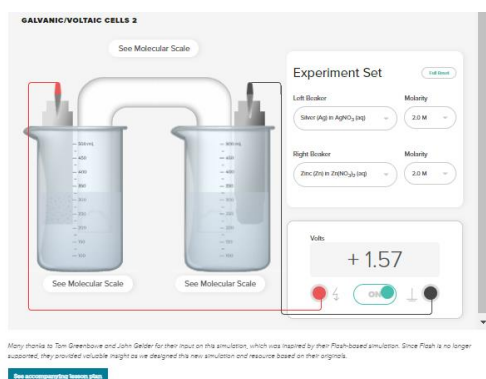 GALVANIC/VOLTAIC CELLS 2
See Molecular Scale
Experiment Set
Full Reset
Left Beaker Molarity
Silver (Ag) in AgNO3 (aq) 2.0 M
Right Beaker Molarity
Zinc (Zn) in Zn(NO3)2 (aq) 2.0 M
Volts
+ 1.57
ON
See Molecular Scale
See Molecular Scale
Many thanks to Tom Greenbowe and John Gelder for their input on this simulation, which was inspired by their Flash-based simulation. Since Flash is no longer
supported, they provided valuable insight as we designed this new simulation and resource based on their originals.
See accompanying lesson plan